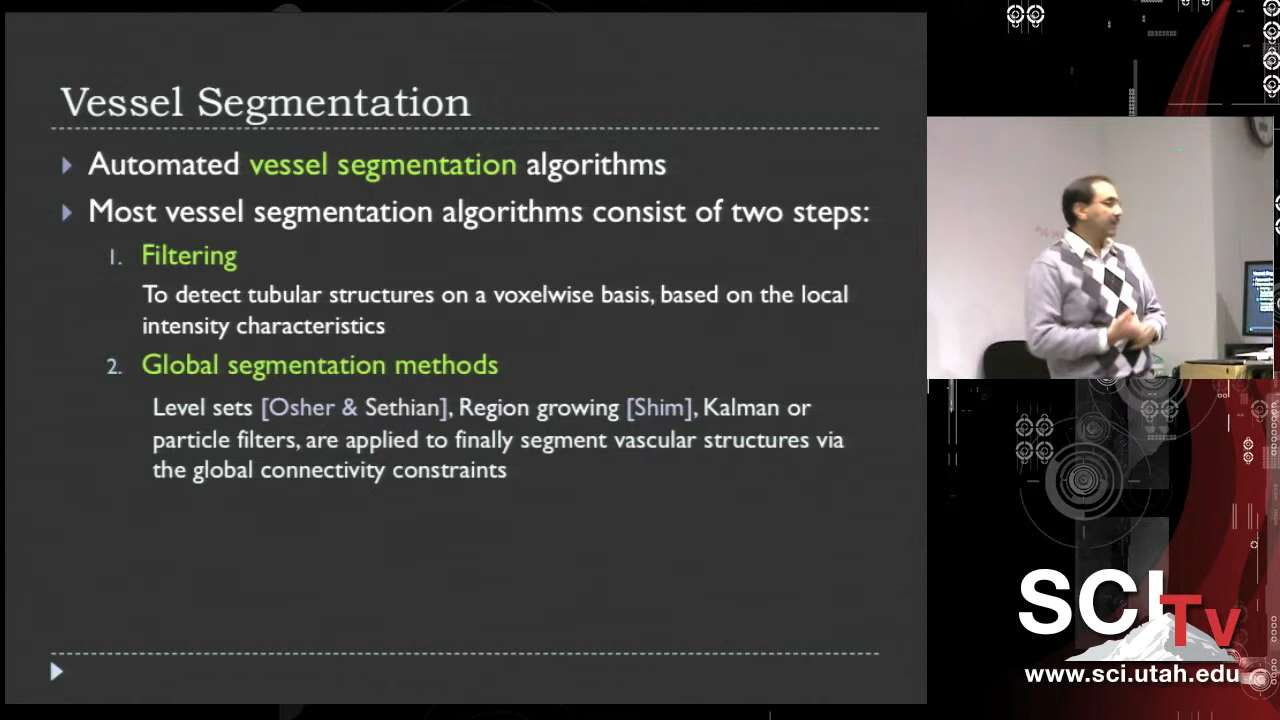 Vessel Segmentation
Automated vessel segmentation algorithms
Most vessel segmentation algorithms consist of two steps:
1. Filtering
To detect tubular structures on a voxelwise basis, based on the local
intensity characteristics
2. Global segmentation methods
Level sets [Osher & Sethian], Region growing [Shim], Kalman or
particle filters, are applied to finally segment vascular structures via
the global connectivity constraints
SCI TV
www.sci.utah.edu